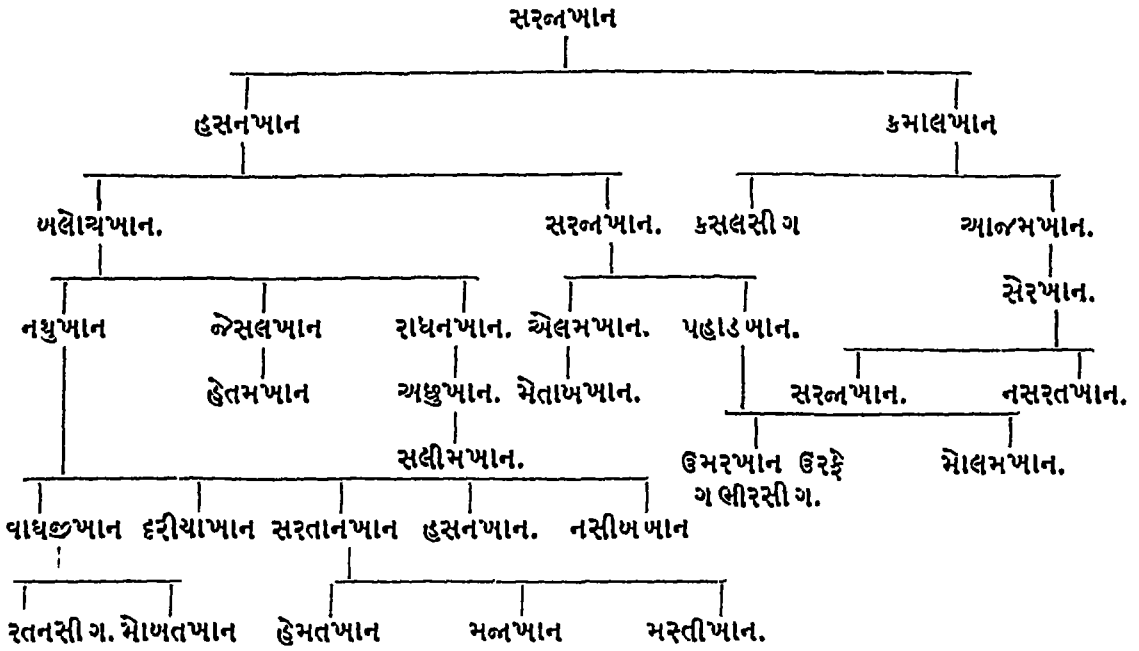 સરજાખાન
હસનખાન કમાલખાન
બલોચખાન. સરજાખાન. કસલસીગ આજમખાન.
સેરખાન.
નથુખાન જેસલખાન રાધનખાન. એલમખાન. પહાડખાન.
હેતમખાન અછુખાન. મેતાબખાન. સરજાખાન. નસરતખાન.
સલીમખાન. ઉમરખાન ઉરફે મોલમખાન.
ગભીરસીગ.
વાઘજીખાન દરીયાખાન સરતાનખાન હસનખાન. નસીબખાન
રતનસીગ. મોબતખાન હેમતખાન મજાખાન મસ્તીખાન.